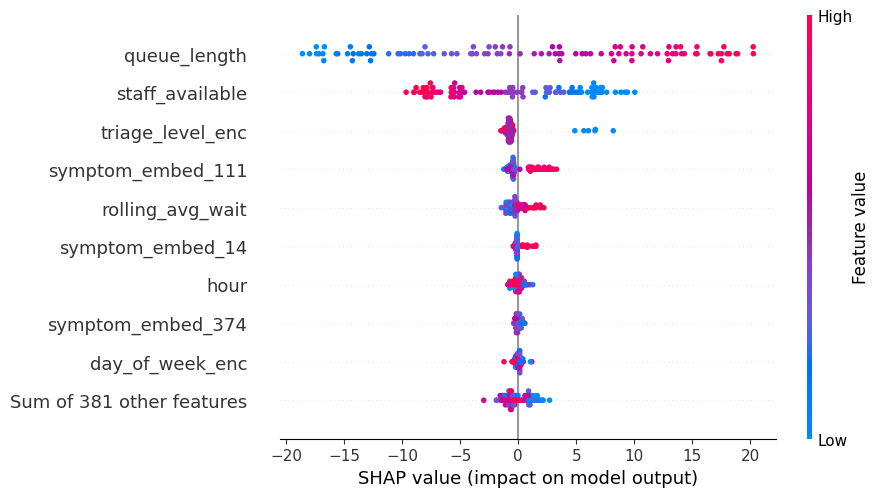 High
queue_length
staff_available
triage_level_enc
symptom_embed_111
rolling_avg_wait
symptom_embed_14
hour
symptom_embed_374
day_of_week_enc
Sum of 381 other features
Feature value
Low
−20 −15 −10 −5 0 5 10 15 20
SHAP value (impact on model output)